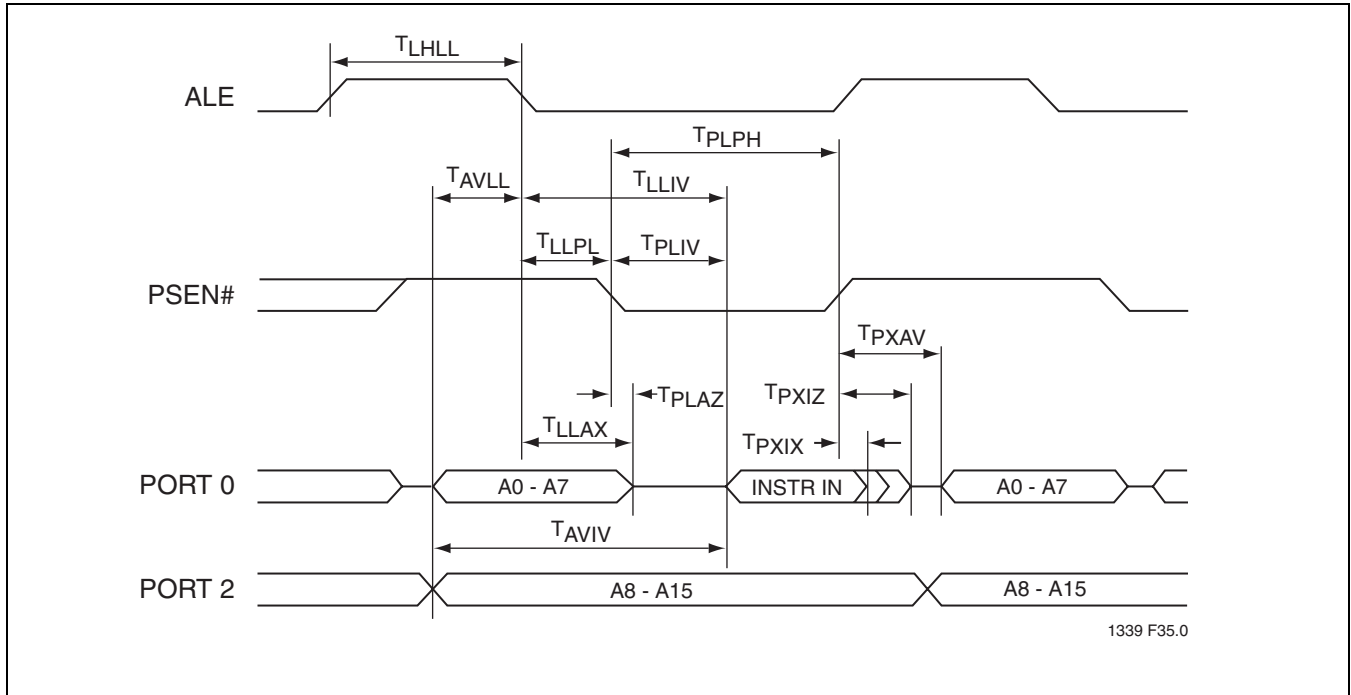 TLHLL
ALE
TPLPH
TAVLL
TLLIV
TLLPL
TPLIV
PSEN#
TPXAV
TPLAZ
TPXIZ
TLLAX
TPXIX
PORT 0
A0 - A7
INSTR IN
A0 - A7
TAVIV
PORT 2
A8 - A15
A8 - A15
1339 F35.0